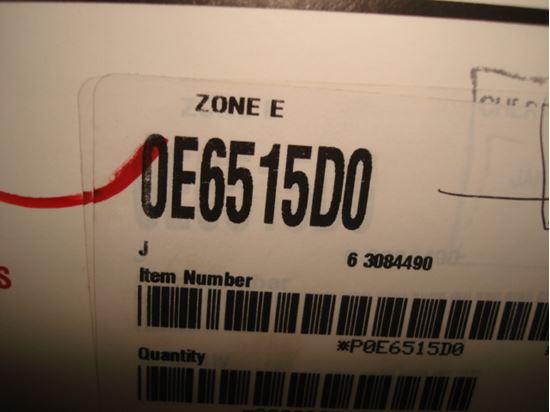 ZONE E
0E6515D0
J 6 3084490
Item Number
*P0E6515D0
Quantity